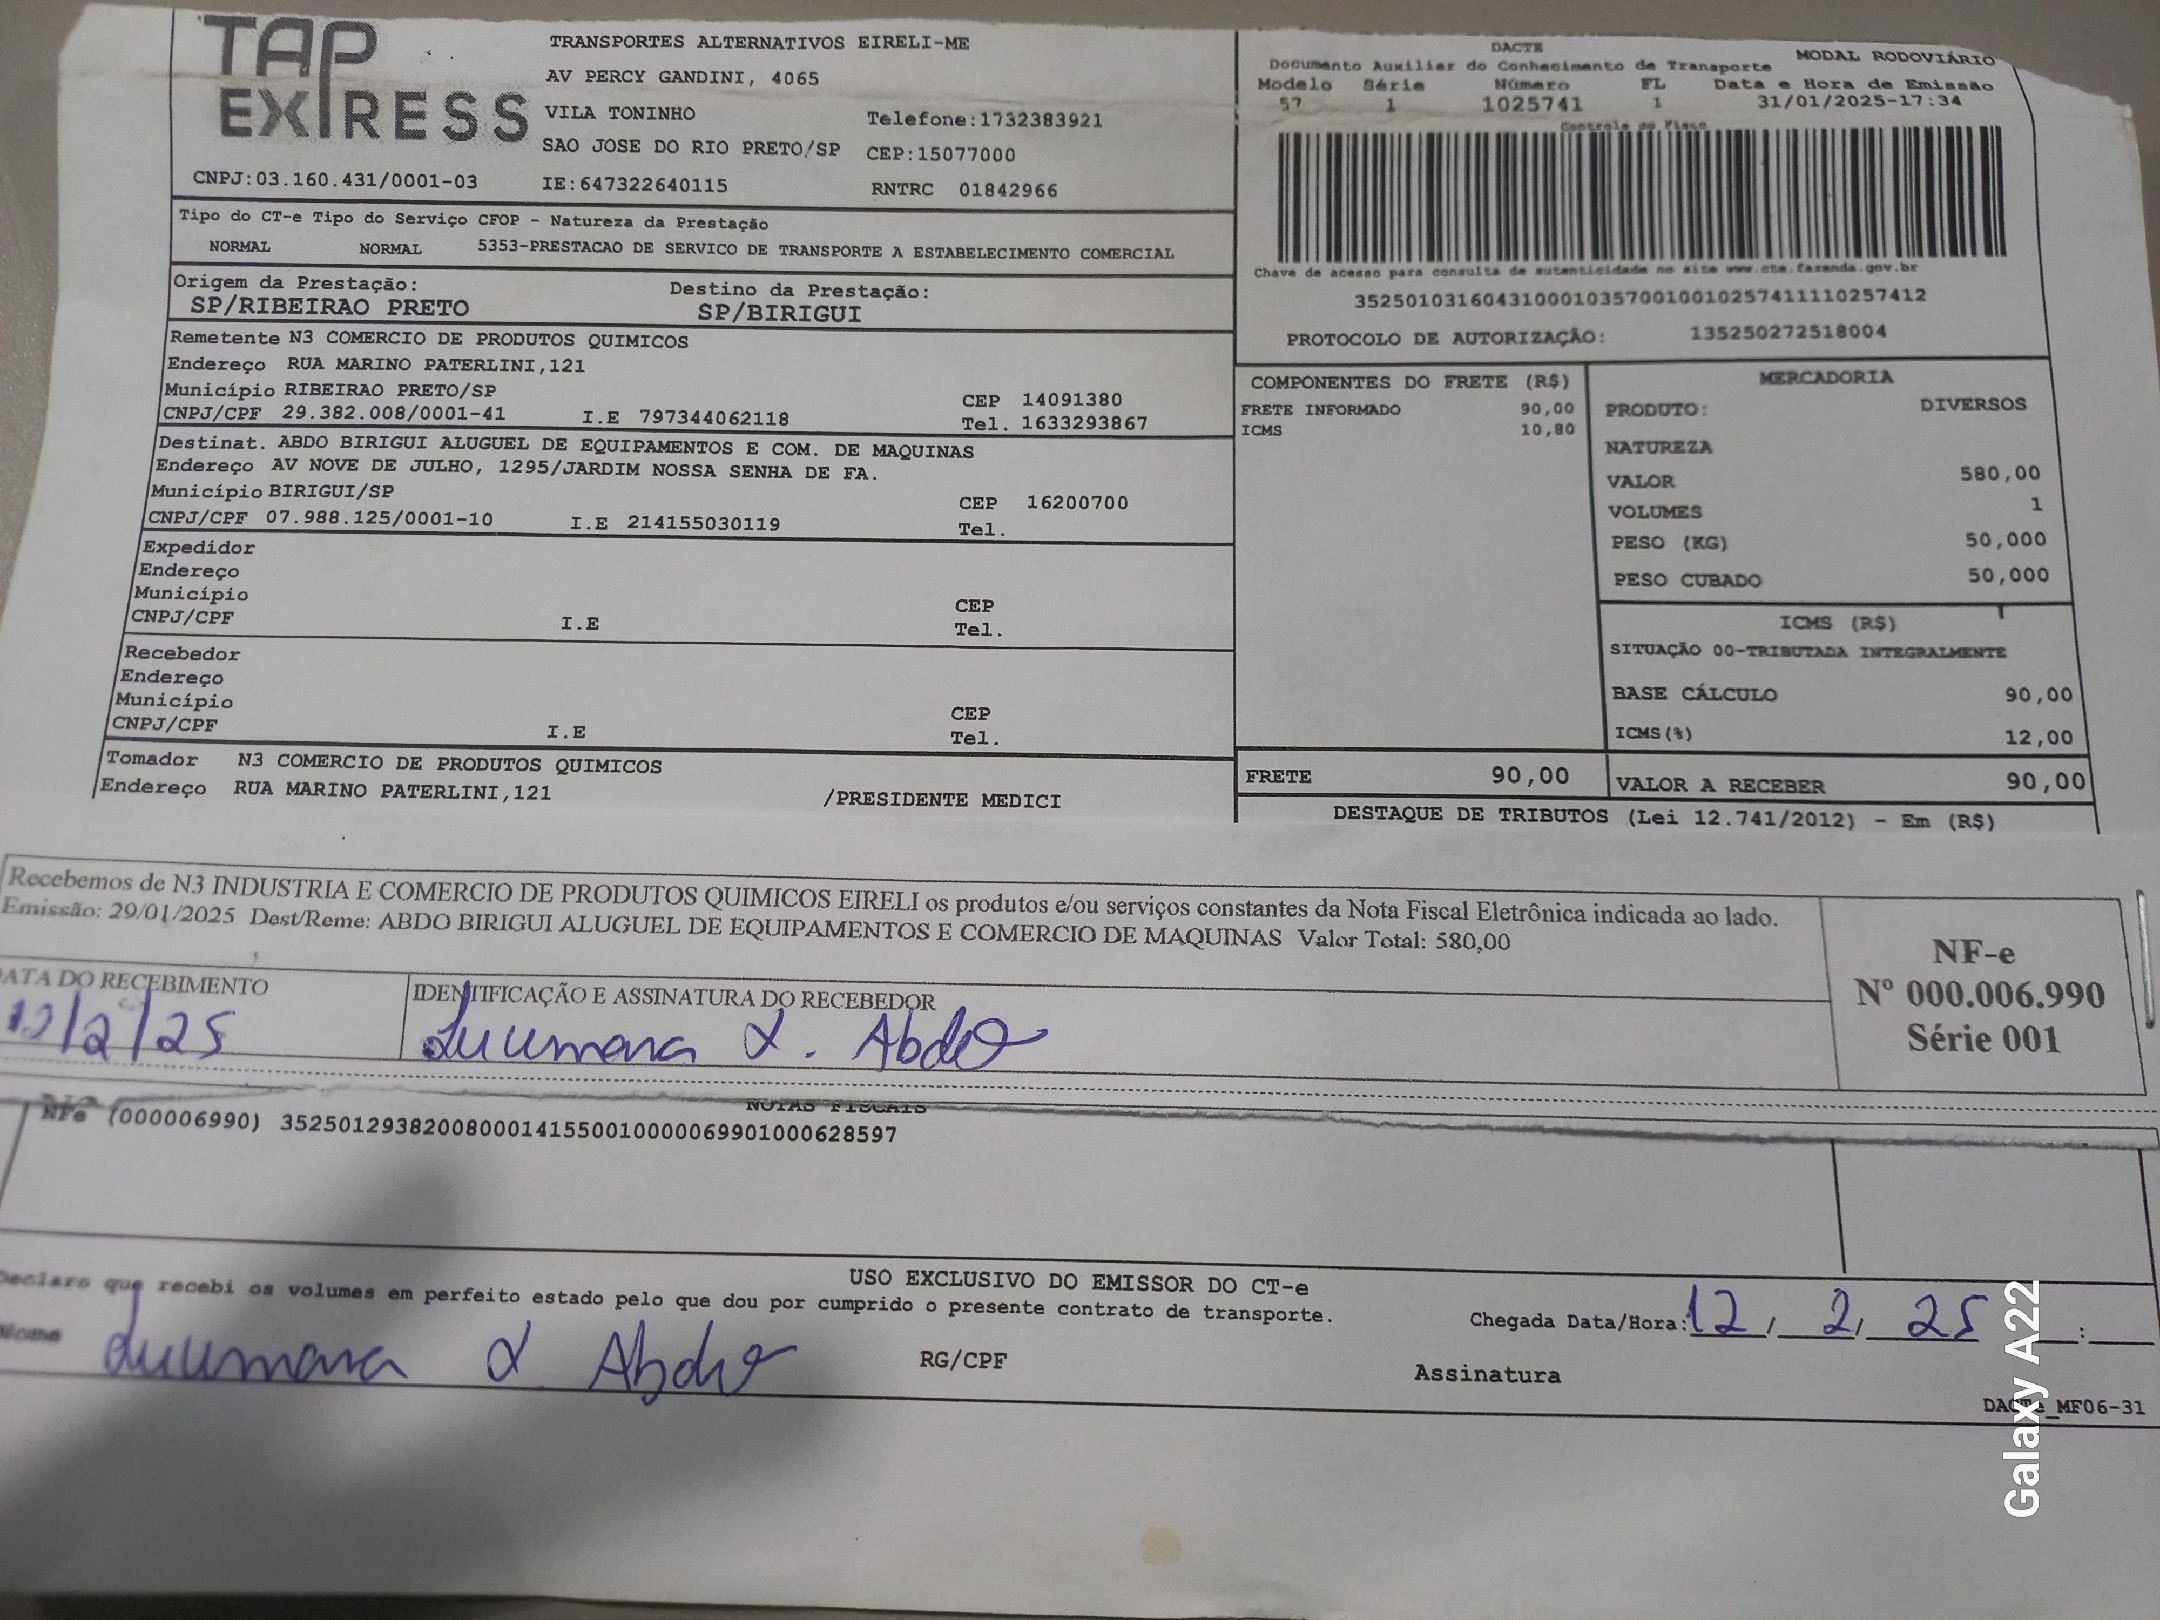 TAP EXPRESS
TRANSPORTES ALTERNATIVOS EIRELI-ME
AV PERCY GANDINI, 4065
VILA TONINHO Telefone:1732383921
SAO JOSE DO RIO PRETO/SP CEP:15077000
CNPJ:03.160.431/0001-03 IE:647322640115 RNTRC 01842966
DACTE MODAL RODOVIÁRIO
Documento Auxiliar do Conhecimento de Transporte
Modelo Série Número FL Data e Hora de Emissão
57 1 1025741 1 31/01/2025-17:34
Controle do Fisco
Chave de acesso para consulta de autenticidade no site www.cte.fazenda.gov.br
35250103160431000103570010010257411110257412
PROTOCOLO DE AUTORIZAÇÃO: 135250272518004
Tipo do CT-e Tipo do Serviço CFOP - Natureza da Prestação
NORMAL NORMAL 5353-PRESTACAO DE SERVICO DE TRANSPORTE A ESTABELECIMENTO COMERCIAL
Origem da Prestação: Destino da Prestação:
SP/RIBEIRAO PRETO SP/BIRIGUI
Remetente N3 COMERCIO DE PRODUTOS QUIMICOS
Endereço RUA MARINO PATERLINI,121
Município RIBEIRAO PRETO/SP CEP 14091380
CNPJ/CPF 29.382.008/0001-41 I.E 797344062118 Tel. 1633293867
Destinat. ABDO BIRIGUI ALUGUEL DE EQUIPAMENTOS E COM. DE MAQUINAS
Endereço AV NOVE DE JULHO, 1295/JARDIM NOSSA SENHA DE FA.
Município BIRIGUI/SP CEP 16200700
CNPJ/CPF 07.988.125/0001-10 I.E 214155030119 Tel.
Expedidor
Endereço
Município CEP
CNPJ/CPF I.E Tel.
Recebedor
Endereço
Município CEP
CNPJ/CPF I.E Tel.
Tomador N3 COMERCIO DE PRODUTOS QUIMICOS
Endereço RUA MARINO PATERLINI,121 /PRESIDENTE MEDICI
COMPONENTES DO FRETE (R$)
FRETE INFORMADO 90,00
ICMS 10,80
FRETE 90,00
MERCADORIA
PRODUTO: DIVERSOS
NATUREZA
VALOR 580,00
VOLUMES 1
PESO (KG) 50,000
PESO CUBADO 50,000
ICMS (R$)
SITUAÇÃO 00-TRIBUTADA INTEGRALMENTE
BASE CÁLCULO 90,00
ICMS(%) 12,00
VALOR A RECEBER 90,00
DESTAQUE DE TRIBUTOS (Lei 12.741/2012) - Em (R$)
Recebemos de N3 INDUSTRIA E COMERCIO DE PRODUTOS QUIMICOS EIRELI os produtos e/ou serviços constantes da Nota Fiscal Eletrônica indicada ao lado.
Emissão: 29/01/2025 Dest/Reme: ABDO BIRIGUI ALUGUEL DE EQUIPAMENTOS E COMERCIO DE MAQUINAS Valor Total: 580,00
NF-e
Nº 000.006.990
Série 001
DATA DO RECEBIMENTO IDENTIFICAÇÃO E ASSINATURA DO RECEBEDOR
12/2/25 Abdo
NOTAS FISCAIS
NFe (000006990) 35250129382008000141550010000069901000628597
USO EXCLUSIVO DO EMISSOR DO CT-e
Declaro que recebi os volumes em perfeito estado pelo que dou por cumprido o presente contrato de transporte.
Chegada Data/Hora: 12, 2, 25 :
Nome Abdo RG/CPF Assinatura
DACTE_MF06-31
Galaxy A22